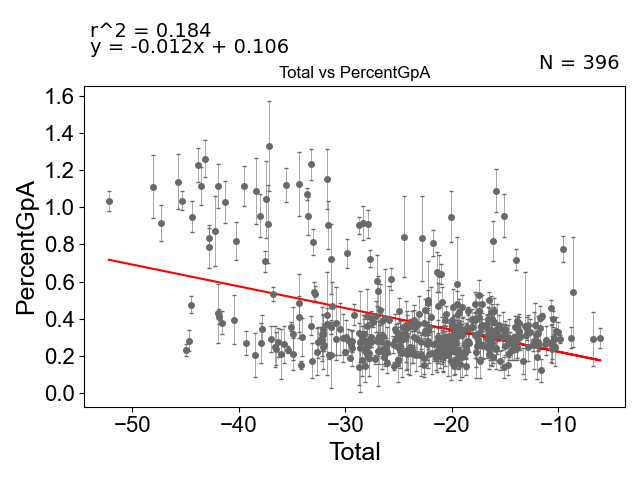 r^2 = 0.184
y = -0.012x + 0.106
N = 396
Total vs PercentGpA
1.6
1.4
1.2
1.0
0.8
0.6
0.4
0.2
0.0
PercentGpA
−50
−40
−30
−20
−10
Total